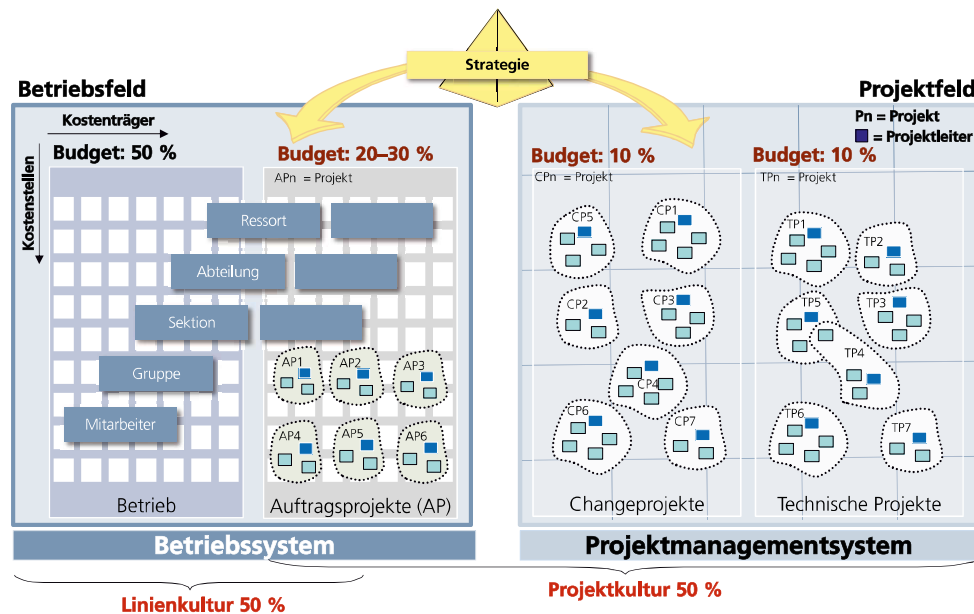 Strategie
Betriebsfeld
Projektfeld
Kostenträger
Kostenstellen
Budget: 50 %
Budget: 20–30 %
APn = Projekt
Ressort
Abteilung
Sektion
Gruppe
Mitarbeiter
AP1
AP2
AP3
AP4
AP5
AP6
Betrieb
Auftragsprojekte (AP)
Pn = Projekt
= Projektleiter
Budget: 10 %
Budget: 10 %
CPn = Projekt
TPn = Projekt
CP5
CP1
CP2
CP3
CP4
CP6
CP7
TP1
TP2
TP5
TP3
TP4
TP6
TP7
Changeprojekte
Technische Projekte
Betriebssystem
Projektmanagementsystem
Linienkultur 50 %
Projektkultur 50 %